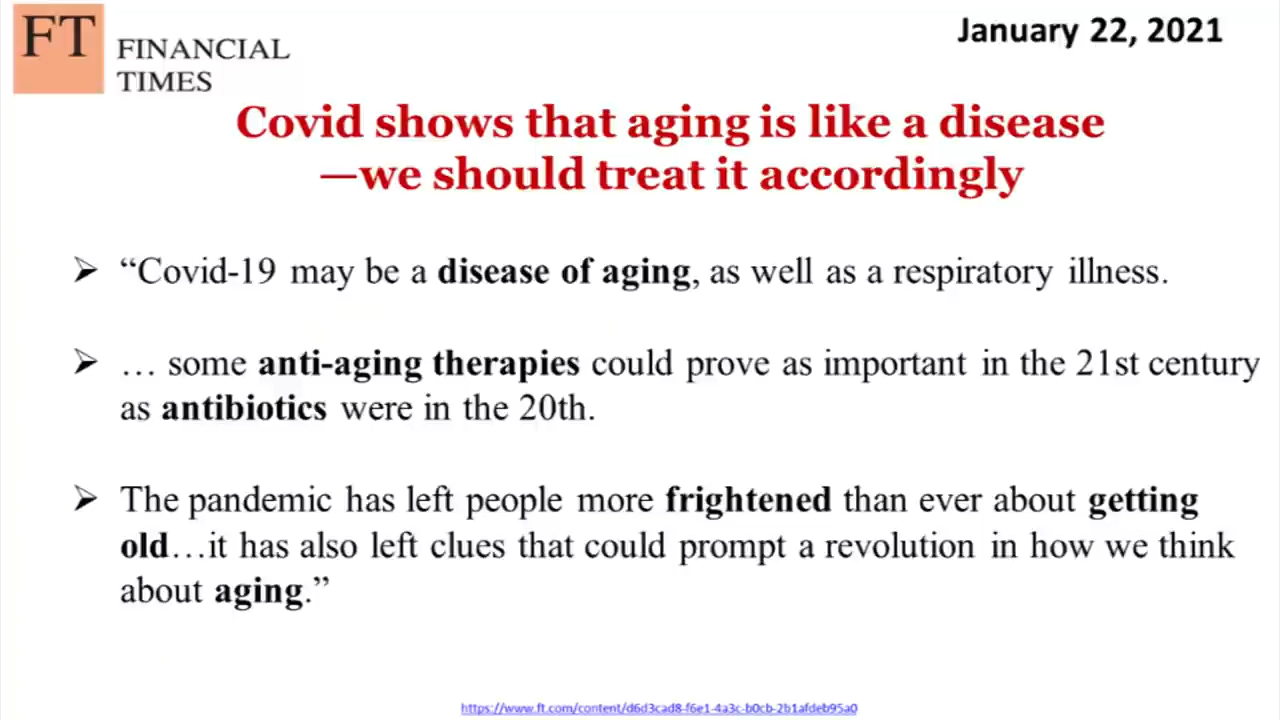 FT FINANCIAL
TIMES
January 22, 2021
Covid shows that aging is like a disease
—we should treat it accordingly
➢ “Covid-19 may be a disease of aging, as well as a respiratory illness.
➢ … some anti-aging therapies could prove as important in the 21st century
as antibiotics were in the 20th.
➢ The pandemic has left people more frightened than ever about getting
old…it has also left clues that could prompt a revolution in how we think
about aging.”
https://www.ft.com/content/d6d3cad8-f6e1-4a3c-b0cb-2b1afdeb95a0